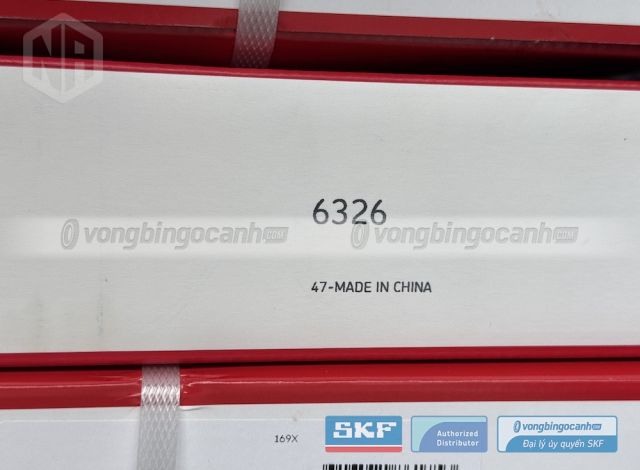 NA
6326
vongbingocanh.com vongbingocanh.com
47-MADE IN CHINA
169X
SKF
Authorized
Distributor
vongbingocanh.com
Đại lý ủy quyền SKF